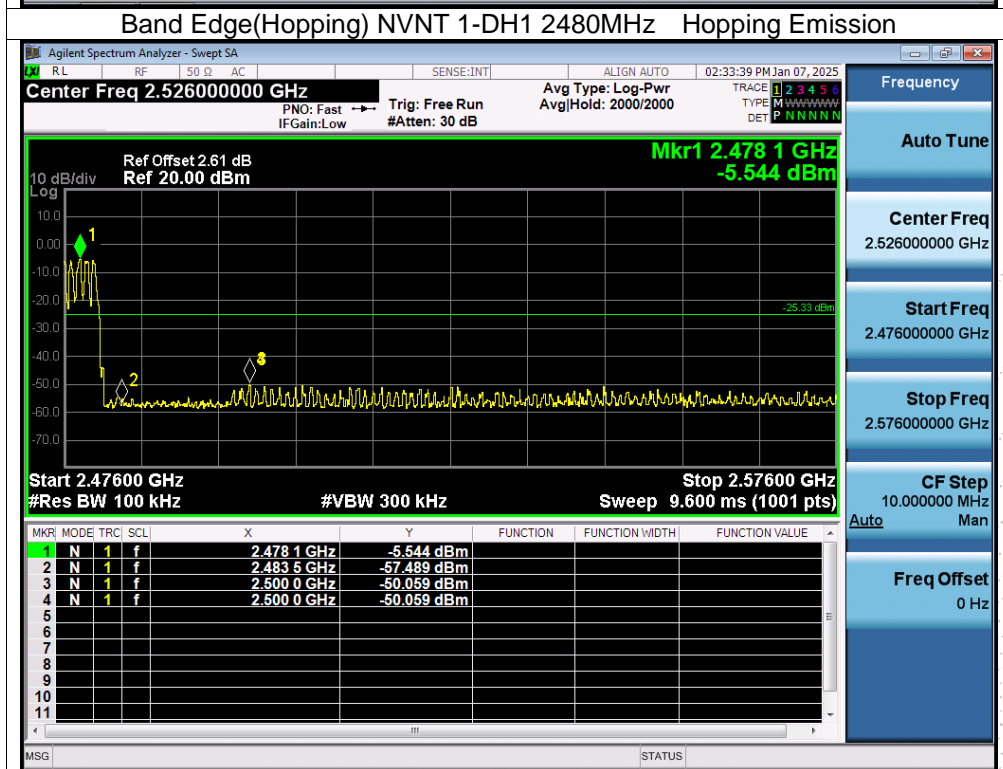 Band Edge(Hopping) NVNT 1-DH1 2480MHz Hopping Emission
Agilent Spectrum Analyzer - Swept SA
LXI RL RF 50 Ω AC SENSE:INT ALIGN AUTO 02:33:39 PM Jan 07, 2025
Center Freq 2.526000000 GHz
PNO: Fast
IFGain:Low
Trig: Free Run
#Atten: 30 dB
Avg Type: Log-Pwr
Avg|Hold: 2000/2000
TRACE 1 2 3 4 5 6
TYPE M WWWWW
DET P N N N N N
Frequency
Auto Tune
Center Freq
2.526000000 GHz
Start Freq
2.476000000 GHz
Stop Freq
2.576000000 GHz
CF Step
10.000000 MHz
Auto Man
Freq Offset
0 Hz
Mkr1 2.478 1 GHz
-5.544 dBm
Ref Offset 2.61 dB
10 dB/div Ref 20.00 dBm
Log
10.0
0.00
-10.0
-20.0
-30.0
-40.0
-50.0
-60.0
-70.0
1
2
-25.33 dBm
Start 2.47600 GHz Stop 2.57600 GHz
#Res BW 100 kHz #VBW 300 kHz Sweep 9.600 ms (1001 pts)
MKR MODE TRC SCL X Y FUNCTION FUNCTION WIDTH FUNCTION VALUE
1 N 1 f 2.478 1 GHz -5.544 dBm
2 N 1 f 2.483 5 GHz -57.489 dBm
3 N 1 f 2.500 0 GHz -50.059 dBm
4 N 1 f 2.500 0 GHz -50.059 dBm
5
6
7
8
9
10
11
MSG STATUS